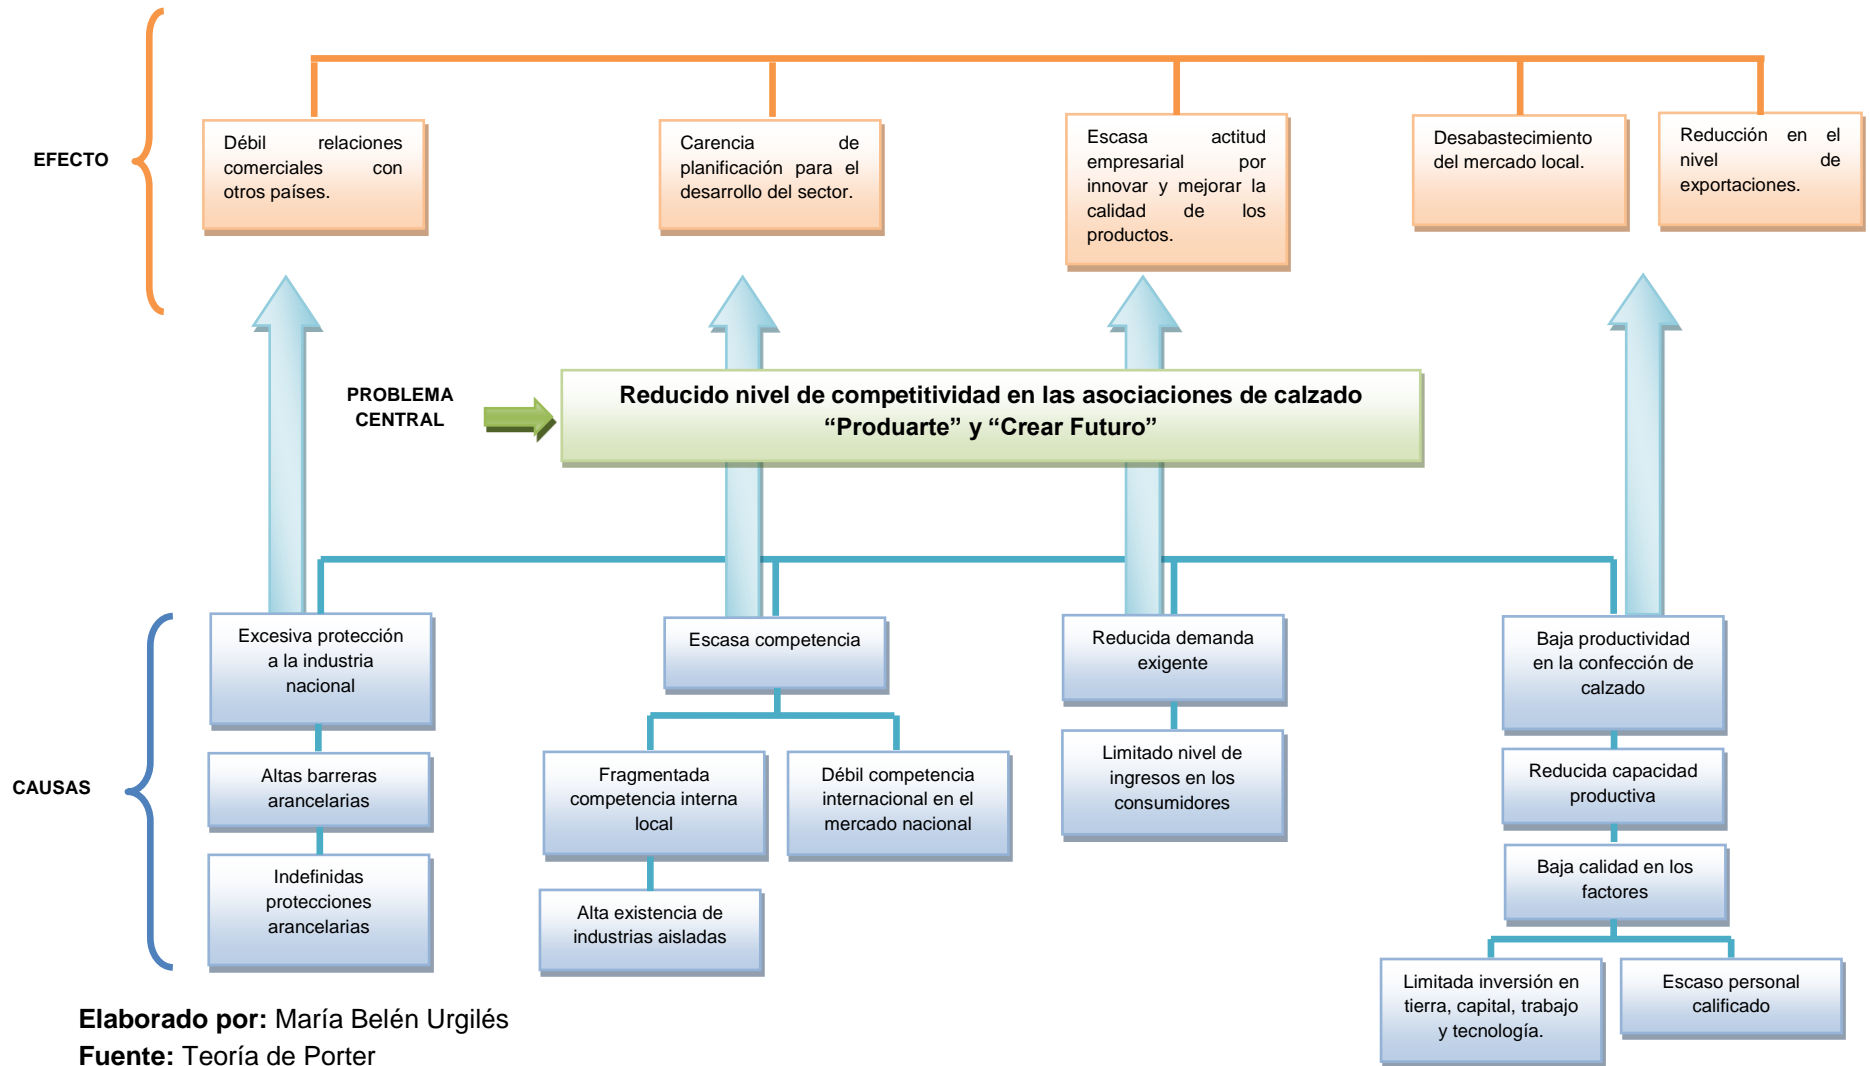 EFECTO
Débil relaciones
comerciales con
otros países.
Carencia de
planificación para el
desarrollo del sector.
Escasa actitud
empresarial por
innovar y mejorar la
calidad de los
productos.
Desabastecimiento
del mercado local.
Reducción en el
nivel de
exportaciones.
PROBLEMA
CENTRAL
Reducido nivel de competitividad en las asociaciones de calzado
“Produarte” y “Crear Futuro”
CAUSAS
Excesiva protección
a la industria
nacional
Altas barreras
arancelarias
Indefinidas
protecciones
arancelarias
Escasa competencia
Fragmentada
competencia interna
local
Alta existencia de
industrias aisladas
Débil competencia
internacional en el
mercado nacional
Reducida demanda
exigente
Limitado nivel de
ingresos en los
consumidores
Baja productividad
en la confección de
calzado
Reducida capacidad
productiva
Baja calidad en los
factores
Limitada inversión en
tierra, capital, trabajo
y tecnología.
Escaso personal
calificado
Elaborado por: María Belén Urgilés
Fuente: Teoría de Porter